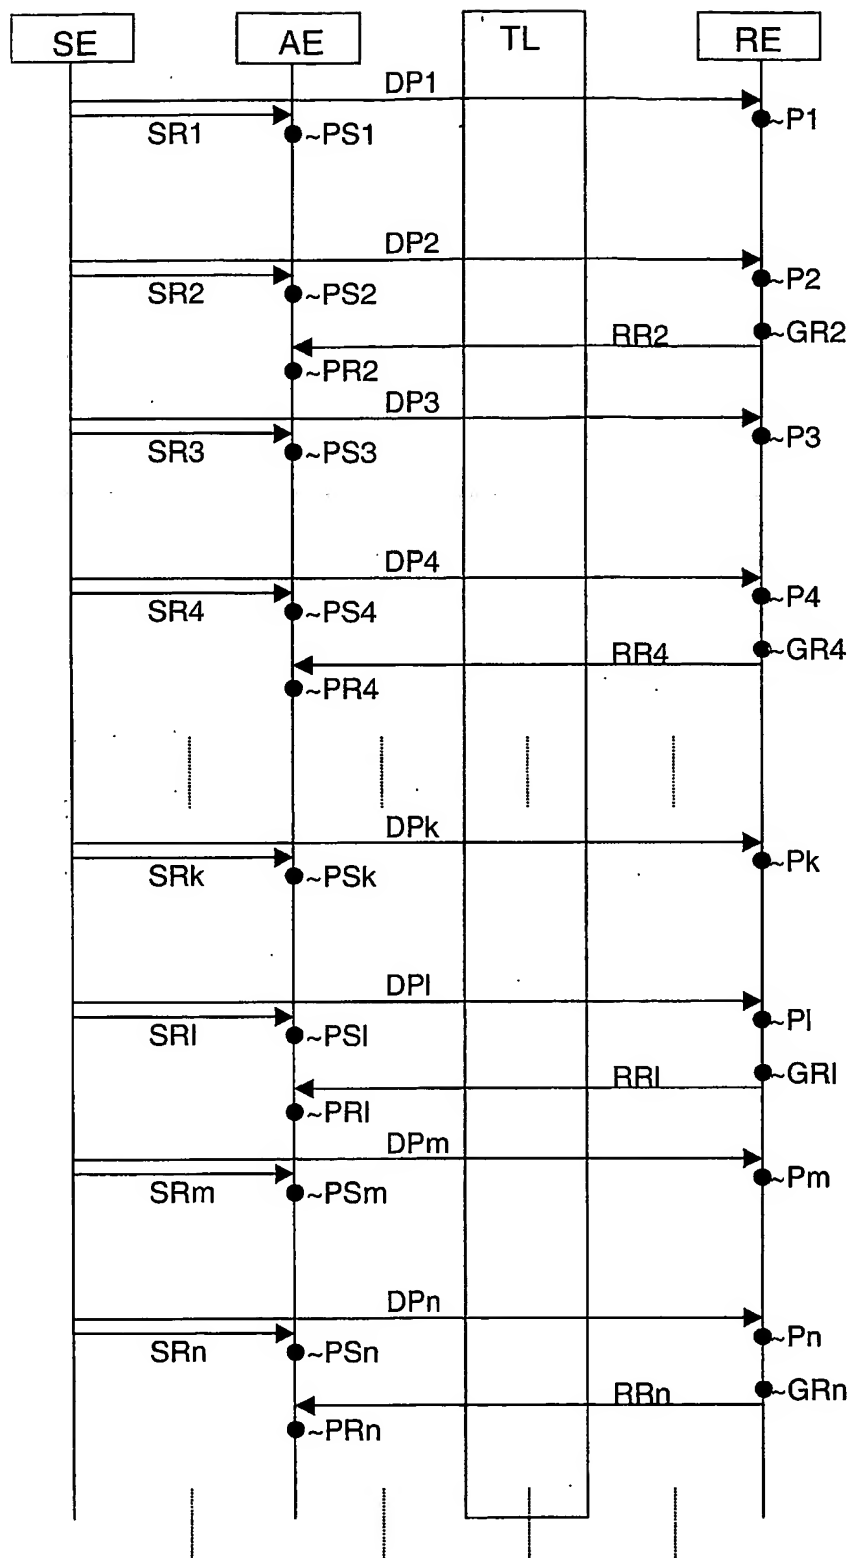 SE AE TL RE
DP1
SR1 ~PS1 ~P1
DP2
SR2 ~PS2 ~P2
RR2 ~GR2
~PR2
DP3
SR3 ~PS3 ~P3
DP4
SR4 ~PS4 ~P4
RR4 ~GR4
~PR4
DPk
SRk ~PSk ~Pk
DPl
SRl ~PSl ~Pl
RRl ~GRl
~PRl
DPm
SRm ~PSm ~Pm
DPn
SRn ~PSn ~Pn
RRn ~GRn
~PRn